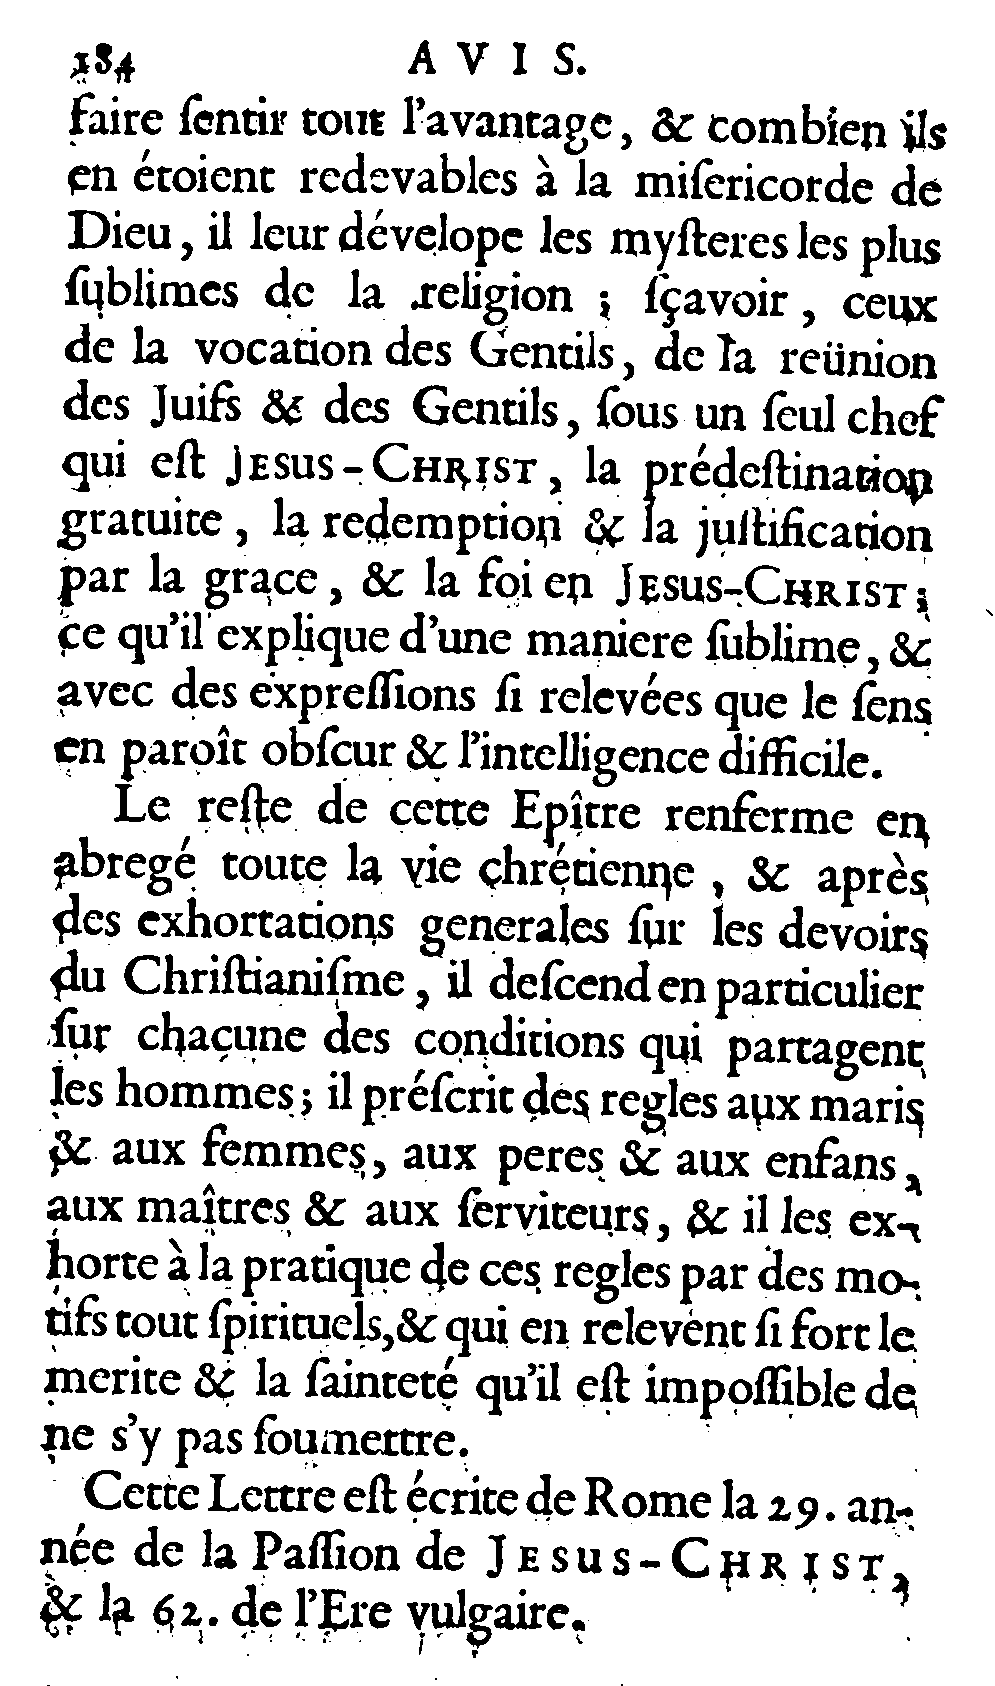 184 AVIS.
faire ſentir tout l'avantage, & combien ils
en étoient redevables à la miſericorde de
Dieu, il leur dévelope les myſteres les plus
ſublimes de la religion ; ſçavoir, ceux
de la vocation des Gentils, de la reünion
des Juifs & des Gentils, ſous un ſeul chef
qui eſt JESUS-CHRIST, la prédeſtination
gratuite, la redemption & la juſtification
par la grace, & la foi en JESUS-CHRIST;
ce qu'il explique d'une maniere ſublime, &
avec des expreſſions ſi relevées que le ſens
en paroît obſcur & l'intelligence difficile.
Le reſte de cette Epître renferme en
abregé toute la vie chrétienne, & après
des exhortations generales ſur les devoirs
du Chriſtianiſme, il deſcend en particulier
ſur chacune des conditions qui partagent
les hommes; il préſcrit des regles aux maris
& aux femmes, aux peres & aux enfans,
aux maîtres & aux ſerviteurs, & il les ex-
horte à la pratique de ces regles par des mo-
tifs tout ſpirituels, & qui en relevent ſi fort le
merite & la ſainteté qu'il eſt impoſſible de
ne s'y pas ſoumettre.
Cette Lettre eſt écrite de Rome la 29. an-
née de la Paſſion de JESUS-CHRIST,
& la 62. de l'Ere vulgaire.